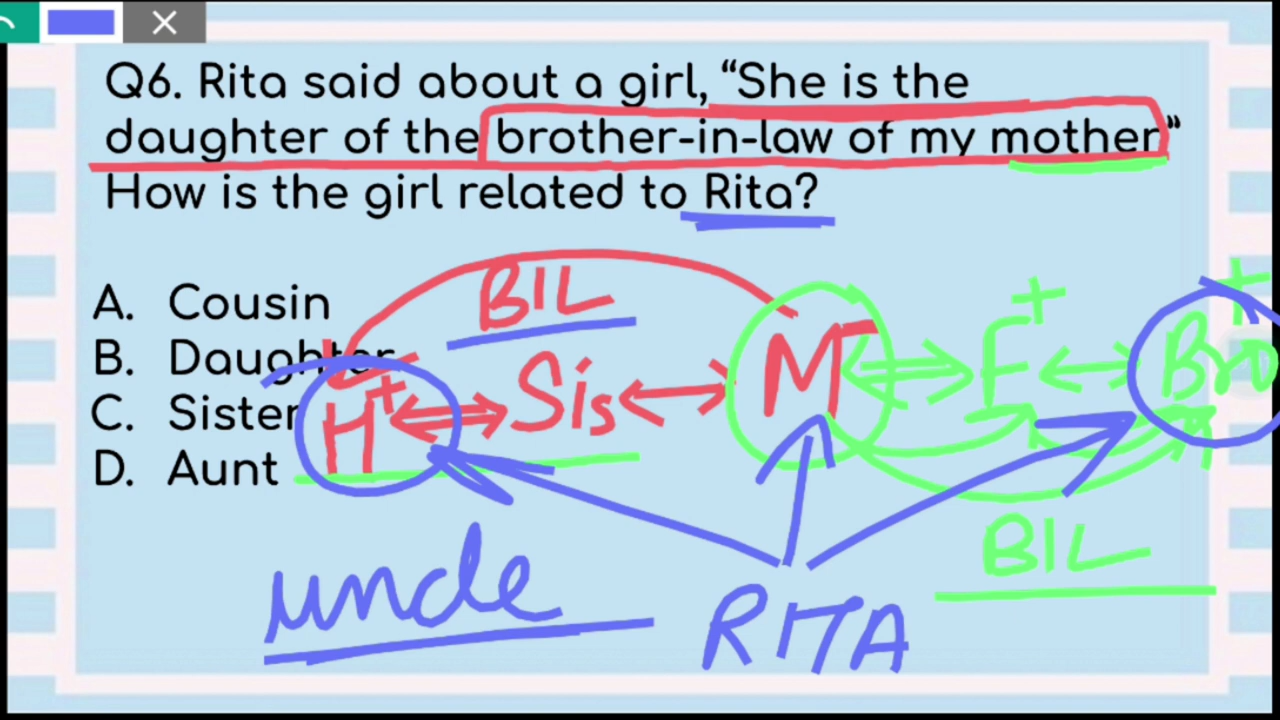 Q6. Rita said about a girl, “She is the
daughter of the brother-in-law of my mother“
How is the girl related to Rita?
A. Cousin
B. Daughter
C. Sister
D. Aunt
BIL
H+ Sis M- F+ Bro+
BIL
uncle
RITA